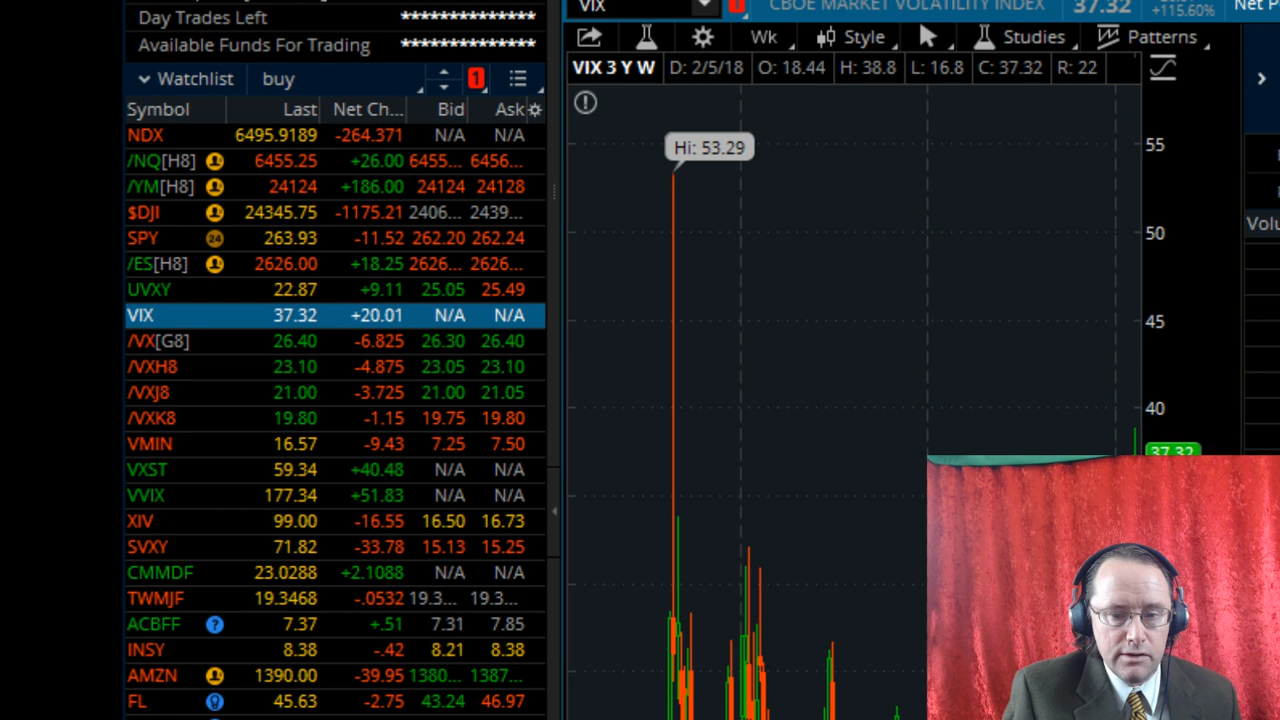 Day Trades Left **************
Available Funds For Trading **************
Watchlist buy 1
Symbol Last Net Ch... Bid Ask
NDX 6495.9189 -264.371 N/A N/A
/NQ[H8] 6455.25 +26.00 6455... 6456...
/YM[H8] 24124 +186.00 24124 24128
$DJI 24345.75 -1175.21 2406... 2439...
SPY 24 263.93 -11.52 262.20 262.24
/ES[H8] 2626.00 +18.25 2626... 2626...
UVXY 22.87 +9.11 25.05 25.49
VIX 37.32 +20.01 N/A N/A
/VX[G8] 26.40 -6.825 26.30 26.40
/VXH8 23.10 -4.875 23.05 23.10
/VXJ8 21.00 -3.725 21.00 21.05
/VXK8 19.80 -1.15 19.75 19.80
VMIN 16.57 -9.43 7.25 7.50
VXST 59.34 +40.48 N/A N/A
VVIX 177.34 +51.83 N/A N/A
XIV 99.00 -16.55 16.50 16.73
SVXY 71.82 -33.78 15.13 15.25
CMMDF 23.0288 +2.1088 N/A N/A
TWMJF 19.3468 -.0532 19.3... 19.3...
ACBFF ? 7.37 +.51 7.31 7.85
INSY 8.38 -.42 8.21 8.38
AMZN 1390.00 -39.95 1380... 1387...
FL 45.63 -2.75 43.24 46.97
VIX CBOE MARKET VOLATILITY INDEX 37.32 +115.60%
Wk Style Studies Patterns
VIX 3 Y W D: 2/5/18 O: 18.44 H: 38.8 L: 16.8 C: 37.32 R: 22
Hi: 53.29
55
50
45
40
37.32